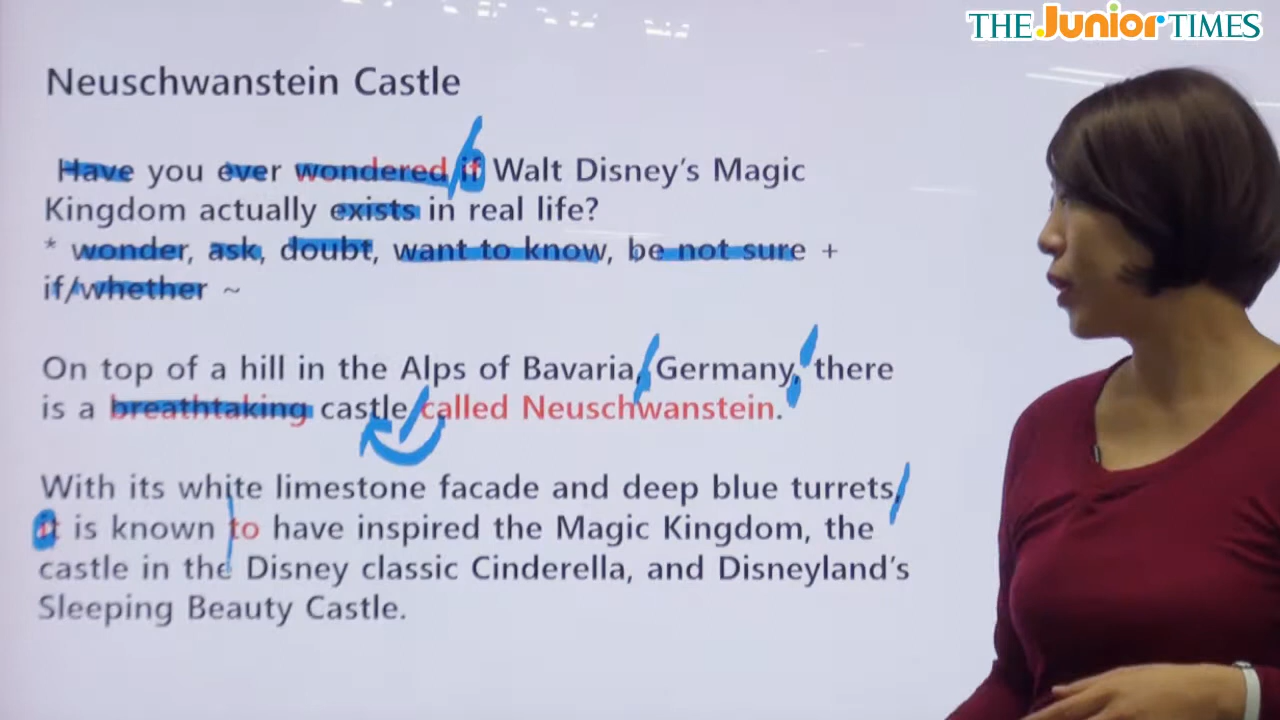 THE Junior TIMES
Neuschwanstein Castle
Have you ever wondered if Walt Disney's Magic
Kingdom actually exists in real life?
* wonder, ask, doubt, want to know, be not sure +
if/whether ~
On top of a hill in the Alps of Bavaria, Germany, there
is a breathtaking castle called Neuschwanstein.
With its white limestone facade and deep blue turrets,
it is known to have inspired the Magic Kingdom, the
castle in the Disney classic Cinderella, and Disneyland's
Sleeping Beauty Castle.